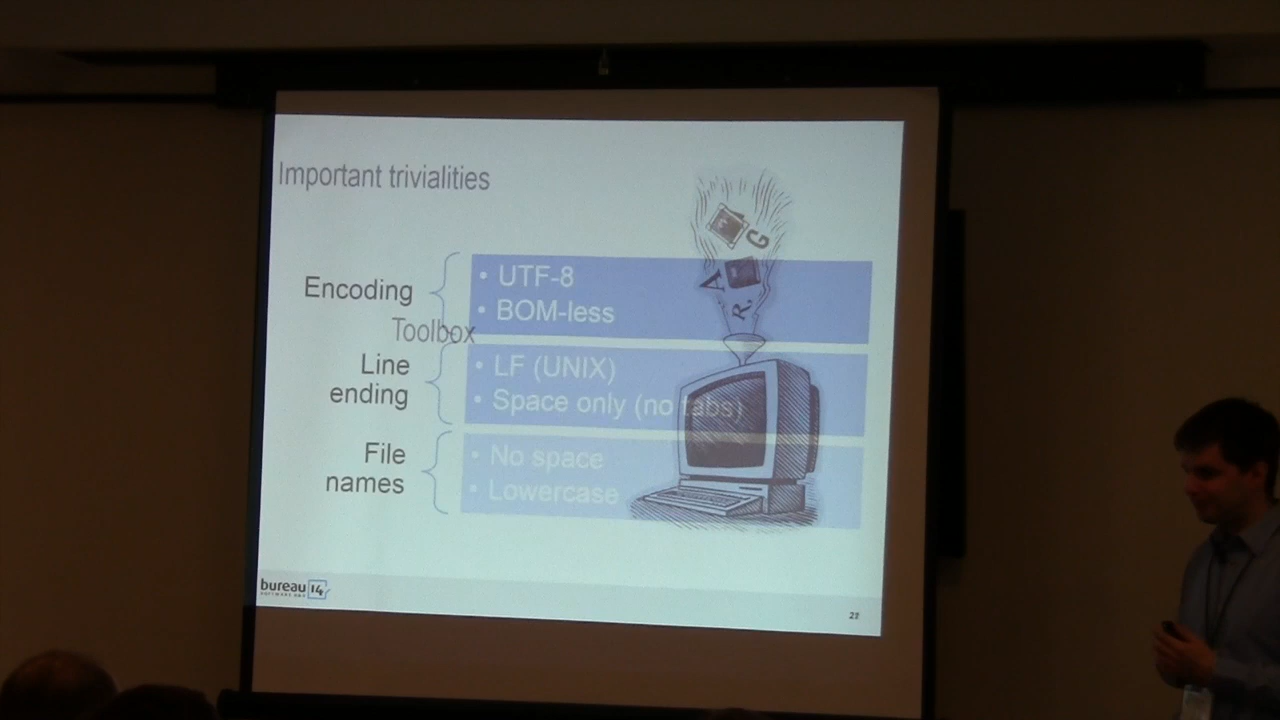 Important trivialities
Encoding
• UTF-8
• BOM-less
Toolbox
Line
ending
• LF (UNIX)
• Space only (no tabs)
File
names
• No space
• Lowercase
G
A
R.
bureau 14